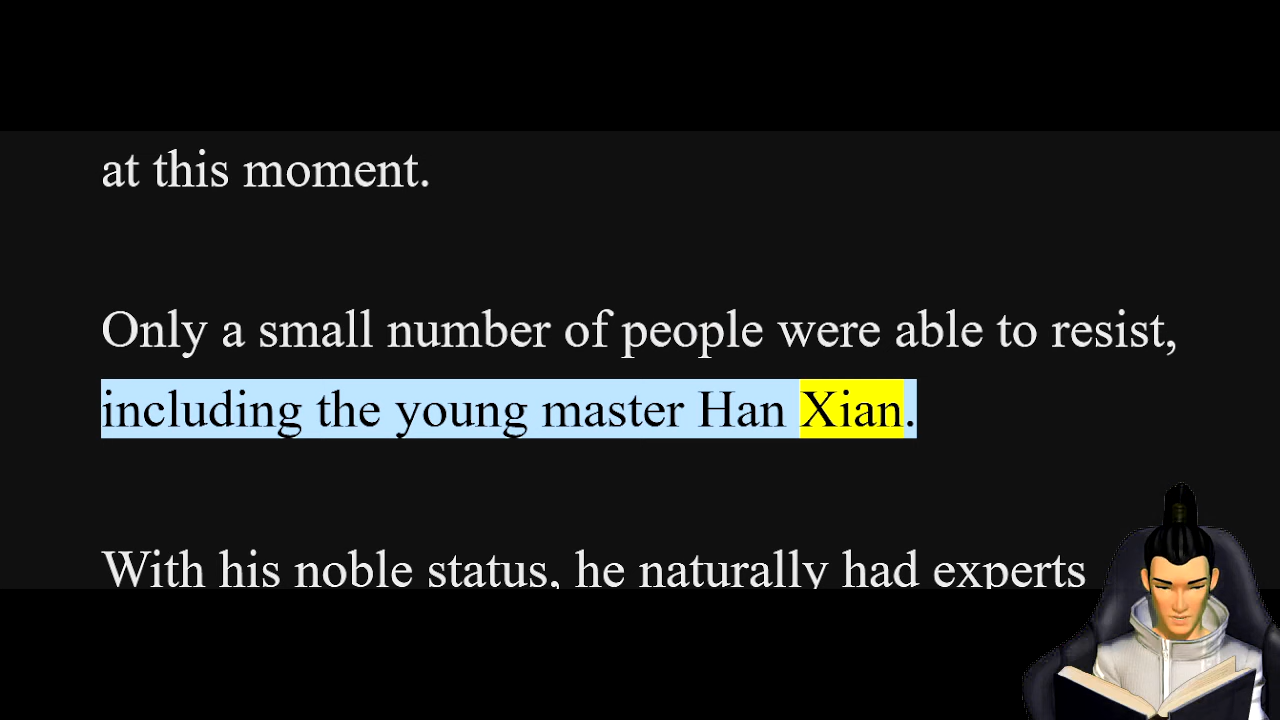 at this moment.
Only a small number of people were able to resist,
including the young master Han Xian.
With his noble status, he naturally had experts